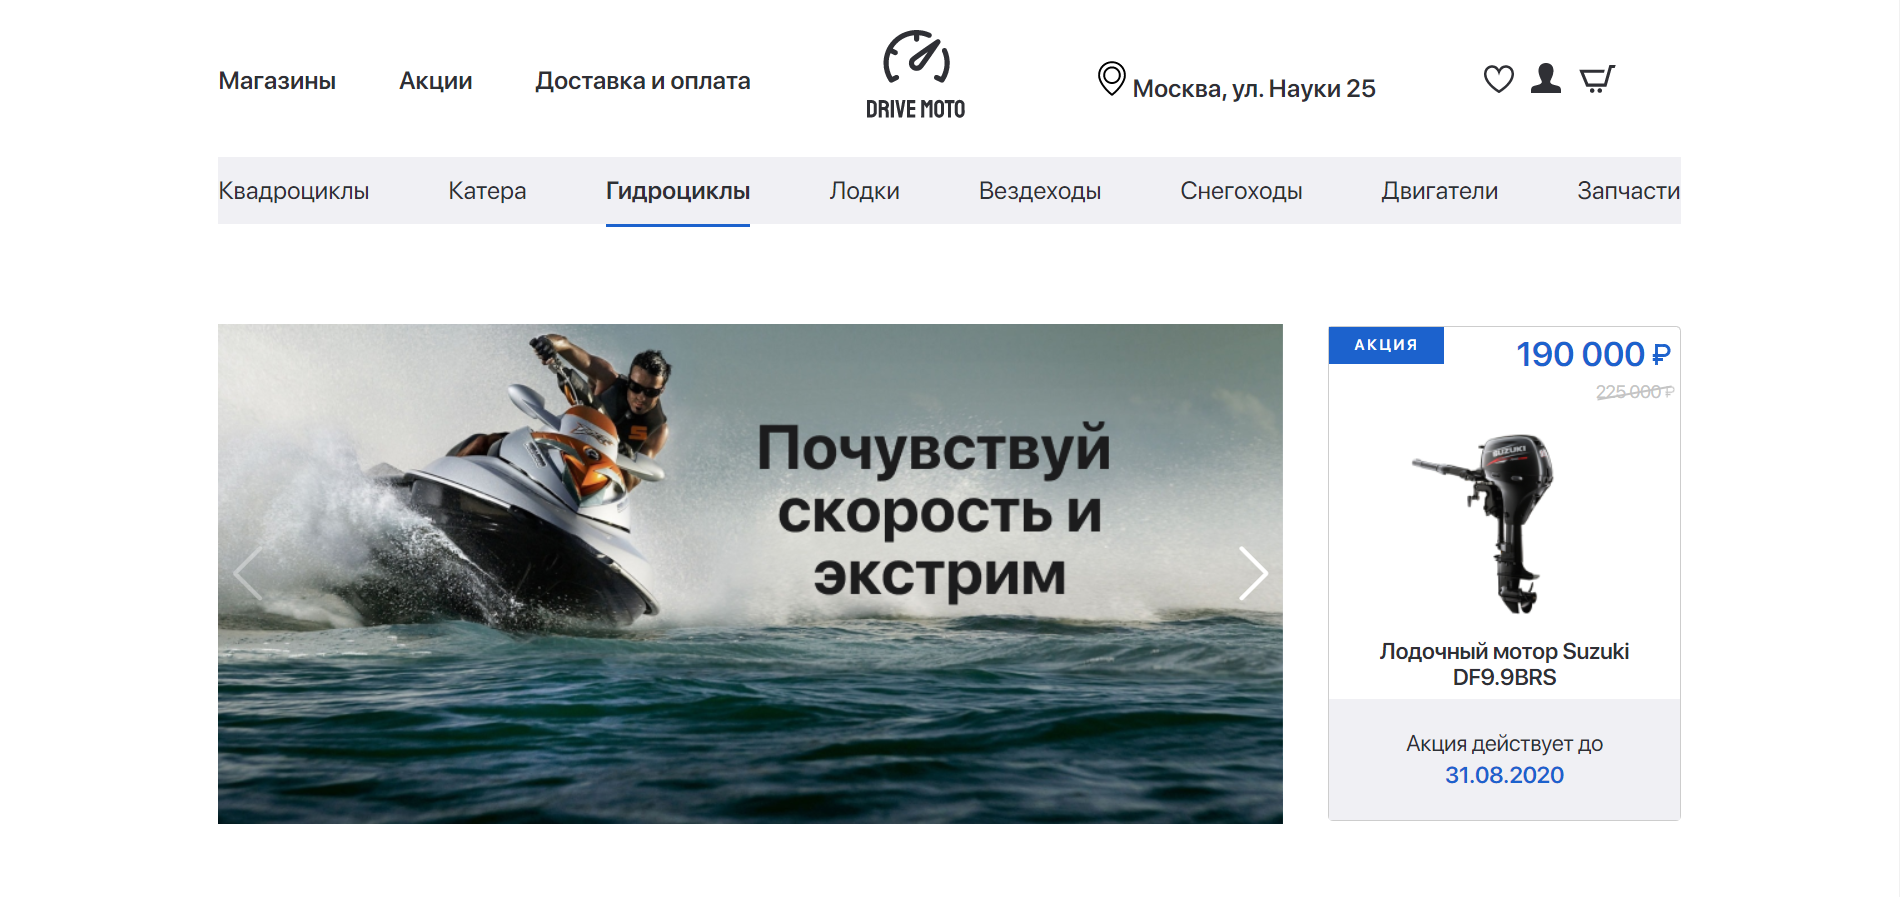 Магазины Акции Доставка и оплата
DRIVE MOTO
Москва, ул. Науки 25
Квадроциклы Катера Гидроциклы Лодки Вездеходы Снегоходы Двигатели Запчасти
Почувствуй
скорость и
экстрим
АКЦИЯ
190 000 ₽
225 000 ₽
SUZUKI
Лодочный мотор Suzuki
DF9.9BRS
Акция действует до
31.08.2020